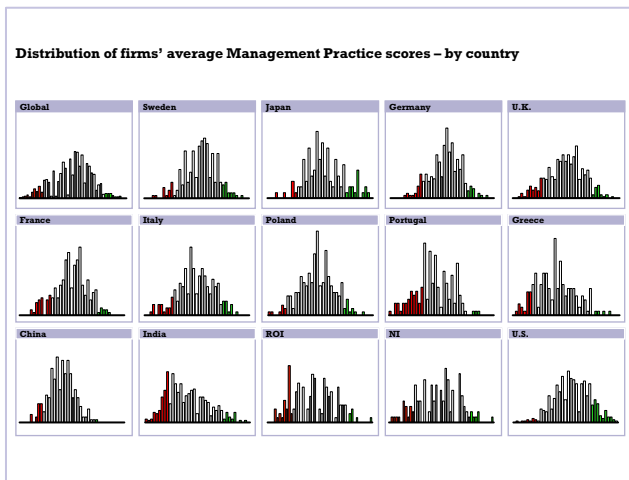 Distribution of firms' average Management Practice scores – by country
Global
Sweden
Japan
Germany
U.K.
France
Italy
Poland
Portugal
Greece
China
India
ROI
NI
U.S.